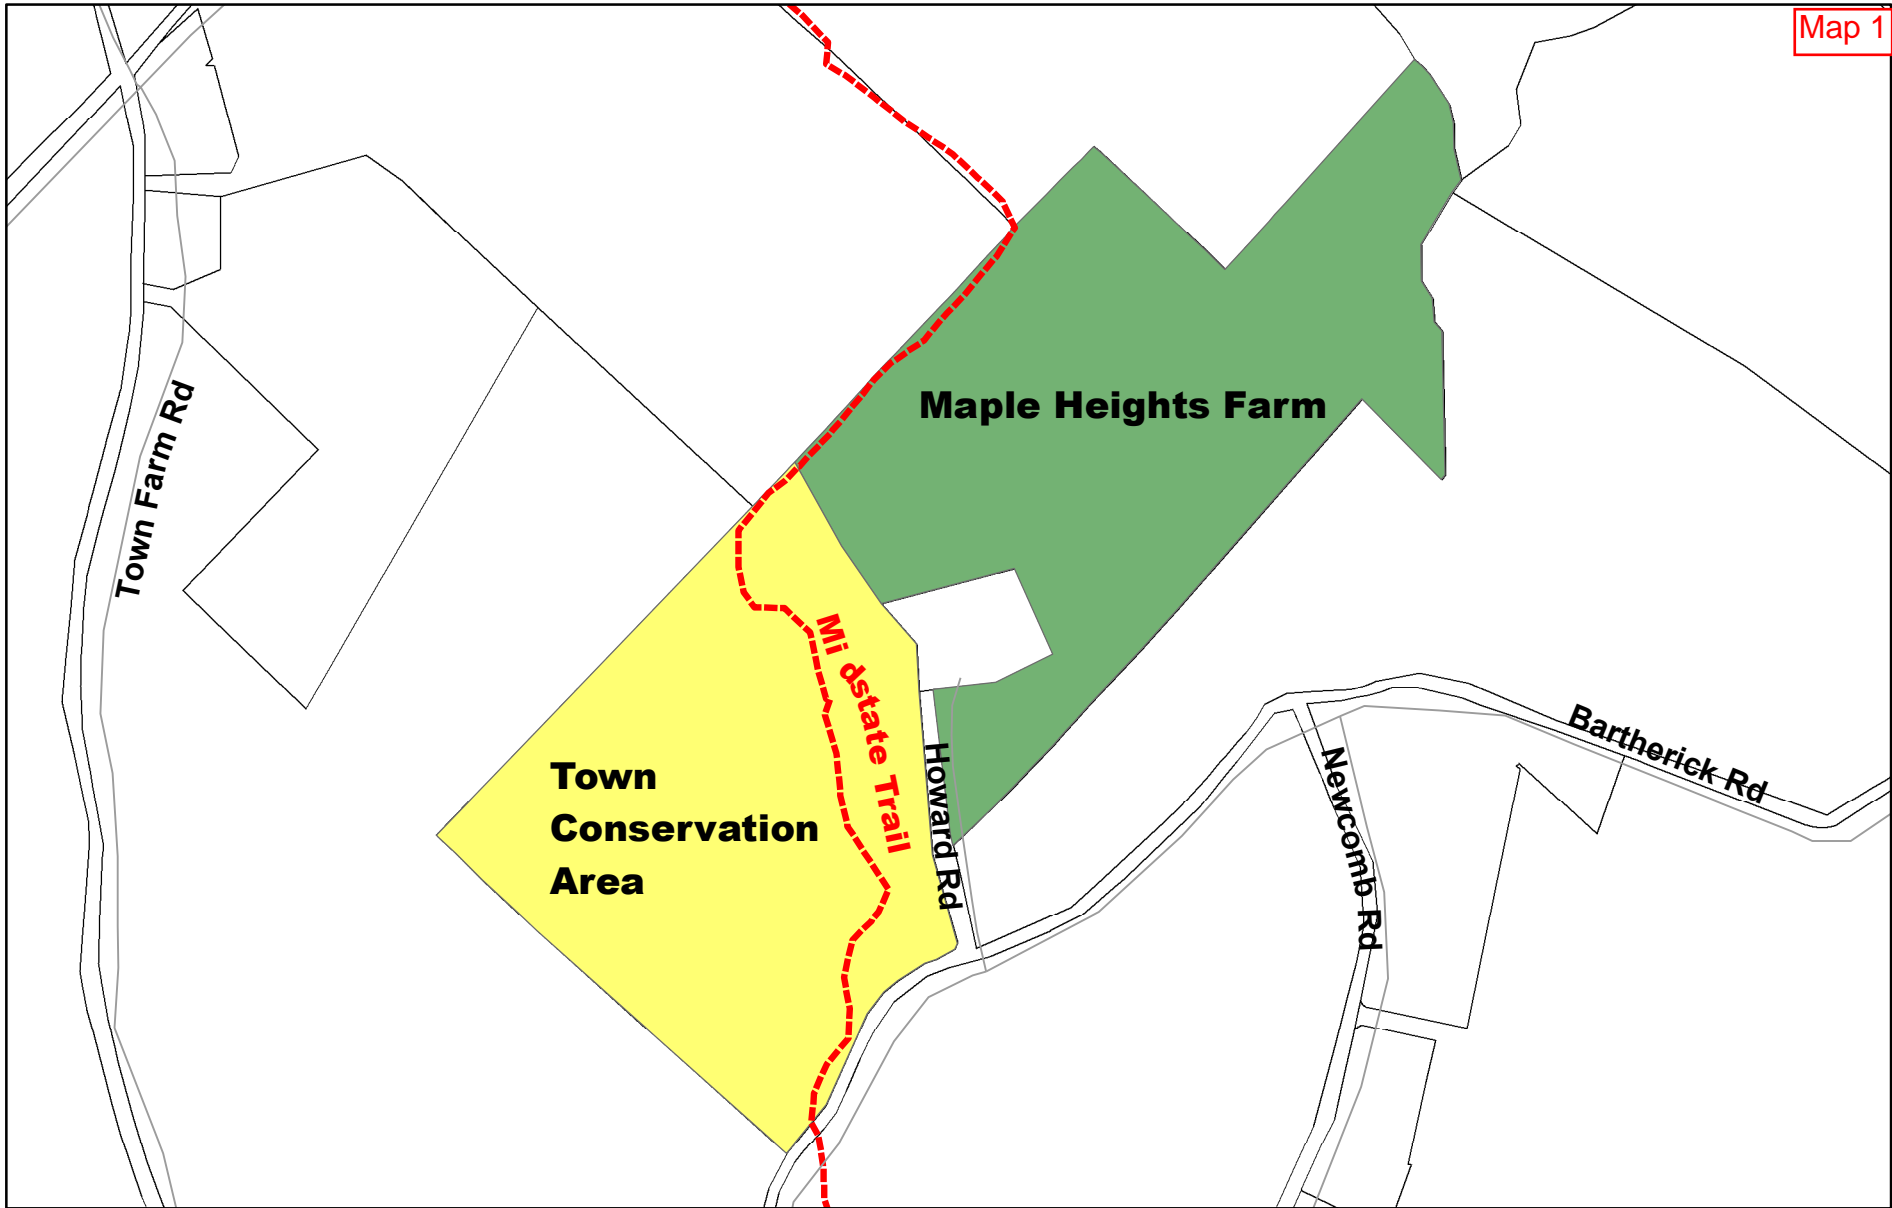 Map 1
Maple Heights Farm
Town Farm Rd
Mi dstate Trail
Town
Conservation
Area
Howard Rd
Newcomb Rd
Bartherick Rd